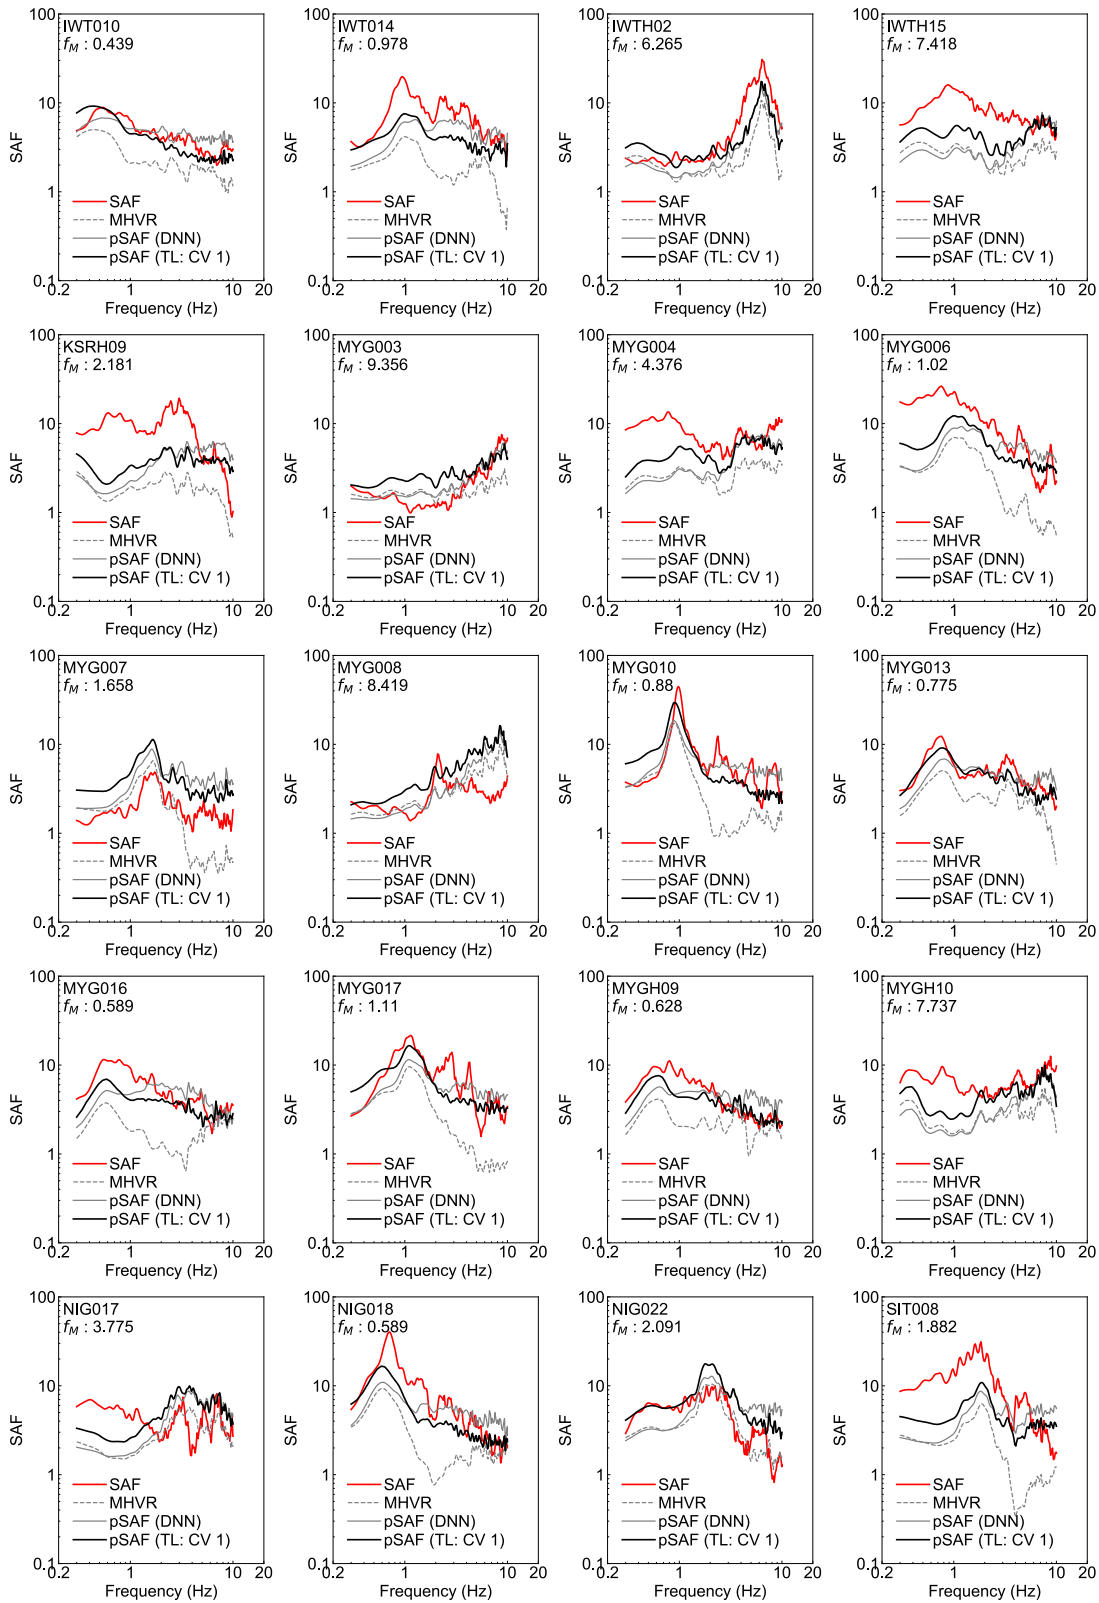 IWT010
f_M : 0.439
SAF
MHVR
pSAF (DNN)
pSAF (TL: CV 1)
100
10
1
0.1
SAF
0.2 1 10 20
Frequency (Hz)
IWT014
f_M : 0.978
SAF
MHVR
pSAF (DNN)
pSAF (TL: CV 1)
100
10
1
0.1
SAF
0.2 1 10 20
Frequency (Hz)
IWTH02
f_M : 6.265
SAF
MHVR
pSAF (DNN)
pSAF (TL: CV 1)
100
10
1
0.1
SAF
0.2 1 10 20
Frequency (Hz)
IWTH15
f_M : 7.418
SAF
MHVR
pSAF (DNN)
pSAF (TL: CV 1)
100
10
1
0.1
SAF
0.2 1 10 20
Frequency (Hz)
KSRH09
f_M : 2.181
SAF
MHVR
pSAF (DNN)
pSAF (TL: CV 1)
100
10
1
0.1
SAF
0.2 1 10 20
Frequency (Hz)
MYG003
f_M : 9.356
SAF
MHVR
pSAF (DNN)
pSAF (TL: CV 1)
100
10
1
0.1
SAF
0.2 1 10 20
Frequency (Hz)
MYG004
f_M : 4.376
SAF
MHVR
pSAF (DNN)
pSAF (TL: CV 1)
100
10
1
0.1
SAF
0.2 1 10 20
Frequency (Hz)
MYG006
f_M : 1.02
SAF
MHVR
pSAF (DNN)
pSAF (TL: CV 1)
100
10
1
0.1
SAF
0.2 1 10 20
Frequency (Hz)
MYG007
f_M : 1.658
SAF
MHVR
pSAF (DNN)
pSAF (TL: CV 1)
100
10
1
0.1
SAF
0.2 1 10 20
Frequency (Hz)
MYG008
f_M : 8.419
SAF
MHVR
pSAF (DNN)
pSAF (TL: CV 1)
100
10
1
0.1
SAF
0.2 1 10 20
Frequency (Hz)
MYG010
f_M : 0.88
SAF
MHVR
pSAF (DNN)
pSAF (TL: CV 1)
100
10
1
0.1
SAF
0.2 1 10 20
Frequency (Hz)
MYG013
f_M : 0.775
SAF
MHVR
pSAF (DNN)
pSAF (TL: CV 1)
100
10
1
0.1
SAF
0.2 1 10 20
Frequency (Hz)
MYG016
f_M : 0.589
SAF
MHVR
pSAF (DNN)
pSAF (TL: CV 1)
100
10
1
0.1
SAF
0.2 1 10 20
Frequency (Hz)
MYG017
f_M : 1.11
SAF
MHVR
pSAF (DNN)
pSAF (TL: CV 1)
100
10
1
0.1
SAF
0.2 1 10 20
Frequency (Hz)
MYGH09
f_M : 0.628
SAF
MHVR
pSAF (DNN)
pSAF (TL: CV 1)
100
10
1
0.1
SAF
0.2 1 10 20
Frequency (Hz)
MYGH10
f_M : 7.737
SAF
MHVR
pSAF (DNN)
pSAF (TL: CV 1)
100
10
1
0.1
SAF
0.2 1 10 20
Frequency (Hz)
NIG017
f_M : 3.775
SAF
MHVR
pSAF (DNN)
pSAF (TL: CV 1)
100
10
1
0.1
SAF
0.2 1 10 20
Frequency (Hz)
NIG018
f_M : 0.589
SAF
MHVR
pSAF (DNN)
pSAF (TL: CV 1)
100
10
1
0.1
SAF
0.2 1 10 20
Frequency (Hz)
NIG022
f_M : 2.091
SAF
MHVR
pSAF (DNN)
pSAF (TL: CV 1)
100
10
1
0.1
SAF
0.2 1 10 20
Frequency (Hz)
SIT008
f_M : 1.882
SAF
MHVR
pSAF (DNN)
pSAF (TL: CV 1)
100
10
1
0.1
SAF
0.2 1 10 20
Frequency (Hz)